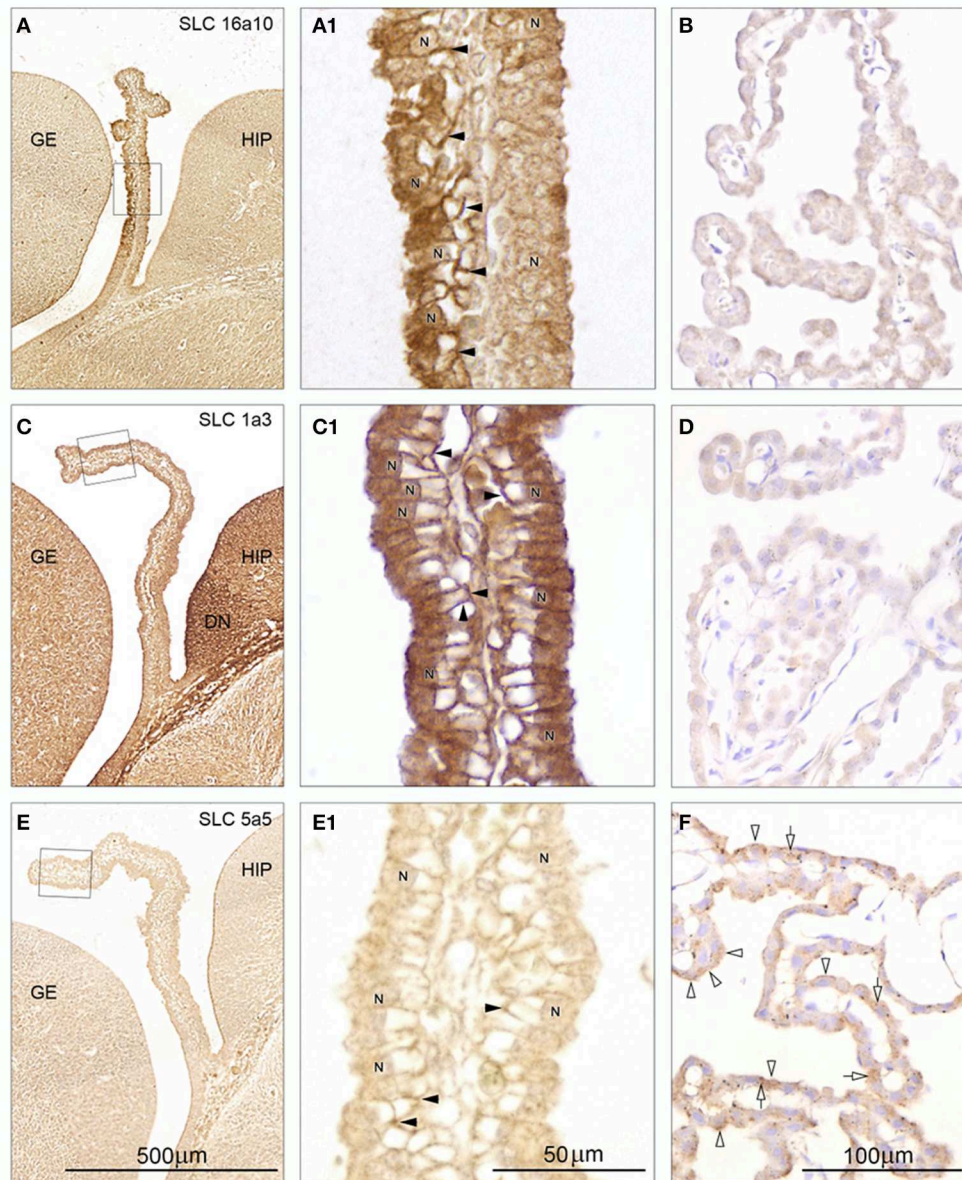 A SLC 16a10
GE HIP
A1
N N
N
N N
N
B
C SLC 1a3
GE HIP
DN
C1
N N
N
N
N
N N
D
E SLC 5a5
HIP
GE
500µm
E1
N N
N N
N
50µm
F
100µm